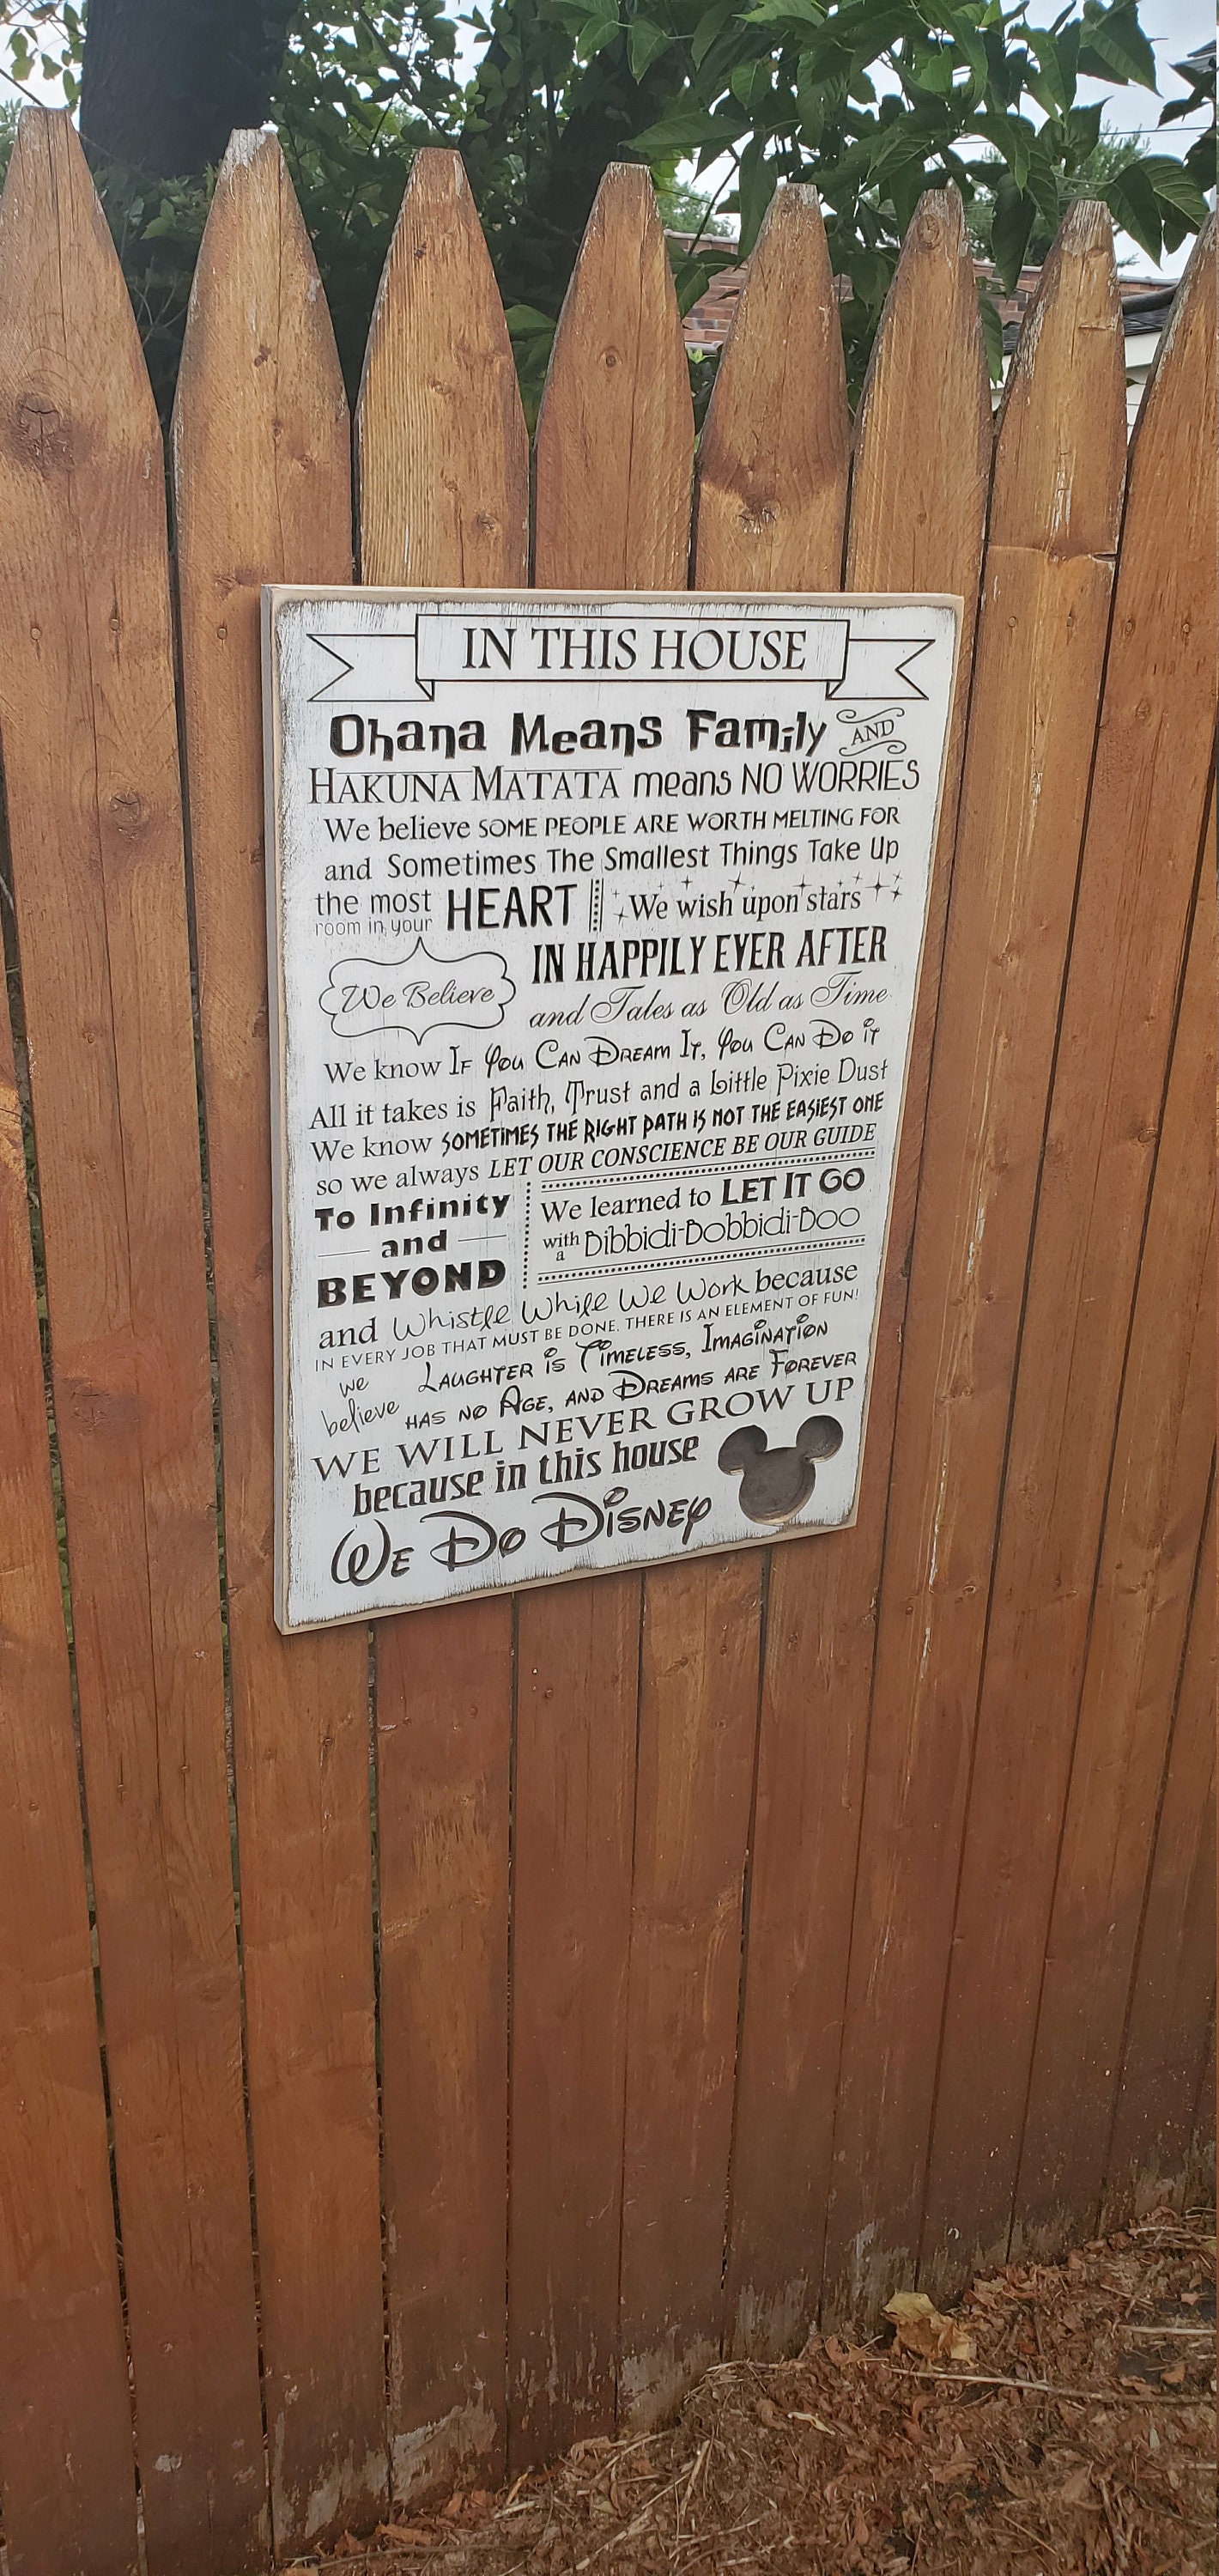 IN THIS HOUSE
Ohana Means Family AND
HAKUNA MATATA means NO WORRIES
We believe SOME PEOPLE ARE WORTH MELTING FOR
and Sometimes The Smallest Things Take Up
the most
room in your
HEART
We wish upon stars
We Believe
IN HAPPILY EVER AFTER
and Tales as Old as Time
We know IF YOU CAN DREAM IT, YOU CAN DO IT
All it takes is Faith, Trust and a Little Pixie Dust
We know SOMETIMES THE RIGHT PATH IS NOT THE EASIEST ONE
so we always LET OUR CONSCIENCE BE OUR GUIDE
To Infinity
and
BEYOND
We learned to LET IT GO
with a Bibbidi-Bobbidi-Boo
and Whistle While We Work because
IN EVERY JOB THAT MUST BE DONE. THERE IS AN ELEMENT OF FUN!
we
believe
LAUGHTER IS TIMELESS, IMAGINATION
HAS NO AGE, AND DREAMS ARE FOREVER
WE WILL NEVER GROW UP
because in this house
WE DO DISNEY